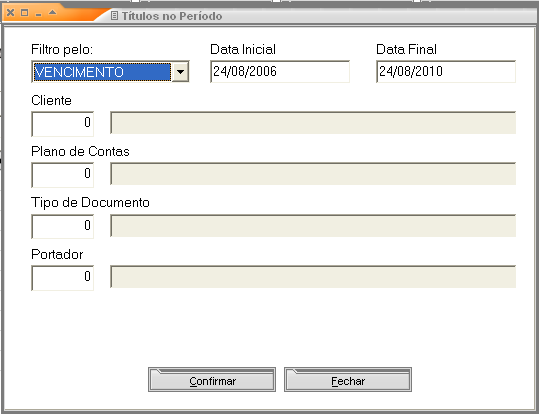 Títulos no Período
Filtro pelo: Data Inicial Data Final
VENCIMENTO 24/08/2006 24/08/2010
Cliente
0
Plano de Contas
0
Tipo de Documento
0
Portador
0
Confirmar Fechar